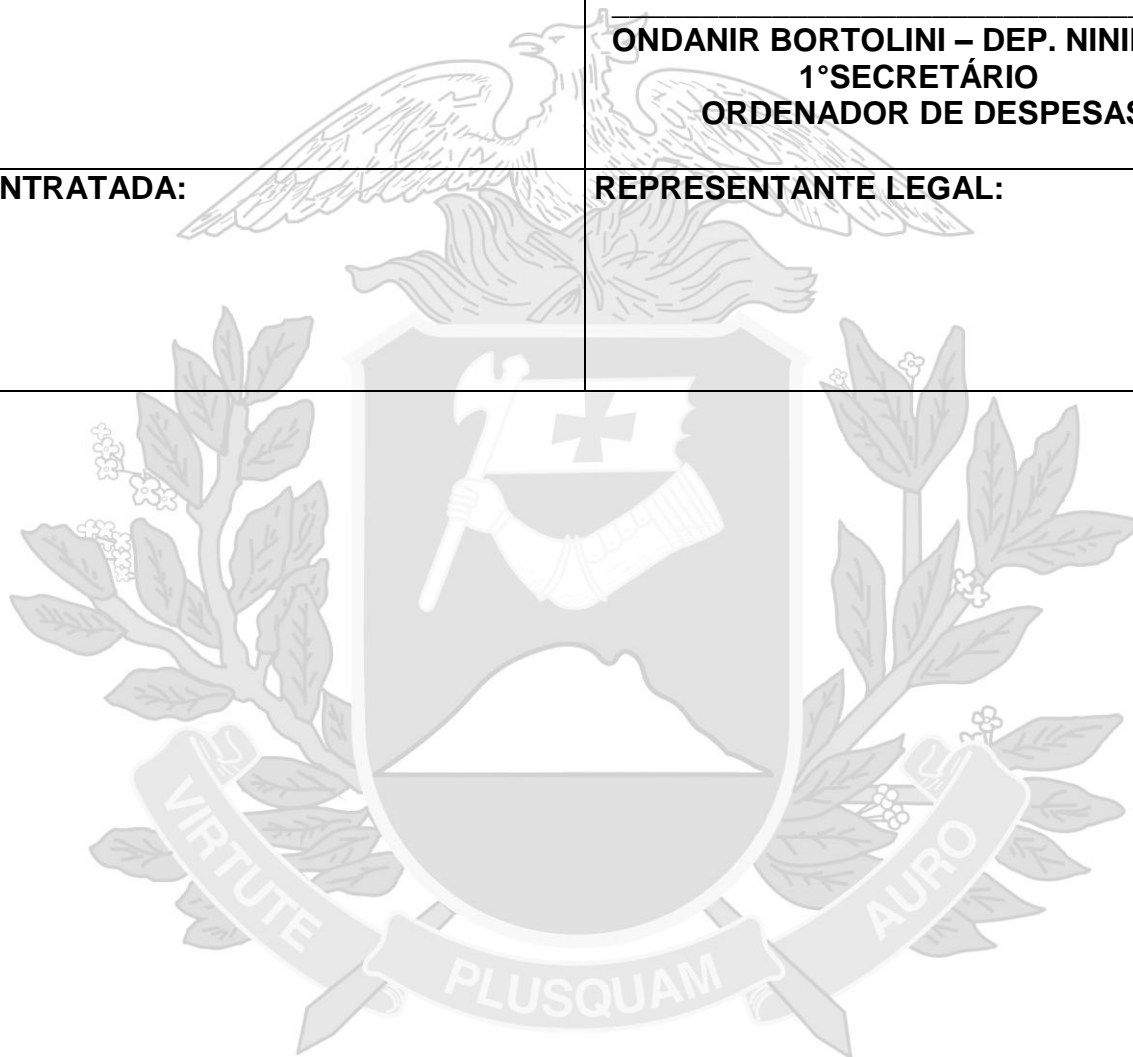 ONDANIR BORTOLINI – DEP. NINI
1°SECRETÁRIO
ORDENADOR DE DESPESAS
NTRATADA:
REPRESENTANTE LEGAL:
VIRTUTE
PLUSQUAM
AURO